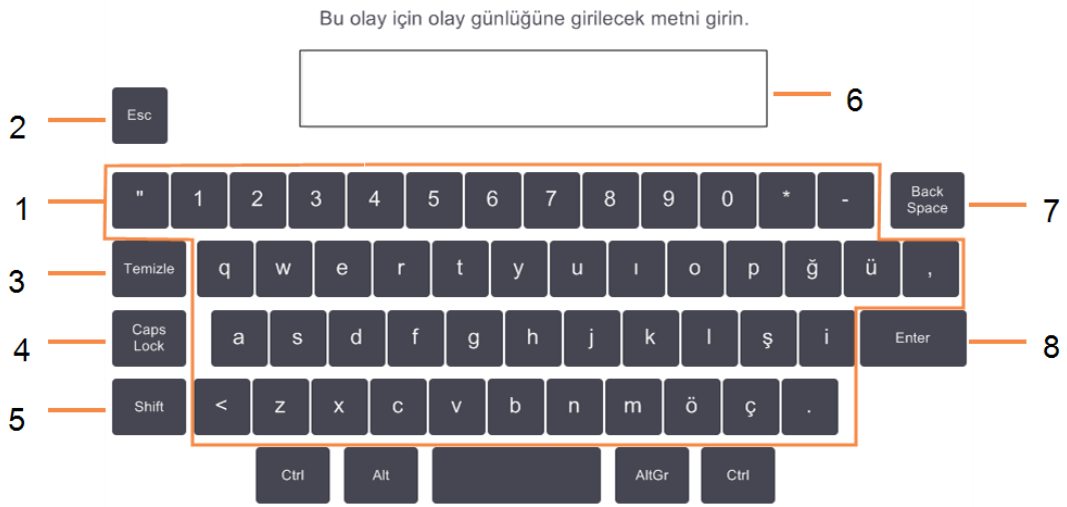 Bu olay için olay günlüğüne girilecek metni girin.
6
2 Esc
1 " 1 2 3 4 5 6 7 8 9 0 * - Back Space 7
3 Temizle q w e r t y u ı o p ğ ü ,
4 Caps Lock a s d f g h j k l ş i Enter 8
5 Shift < z x c v b n m ö ç .
Ctrl Alt AltGr Ctrl